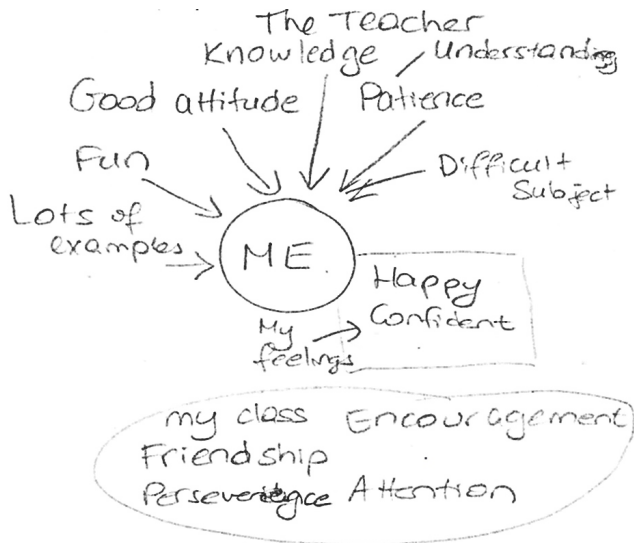 The Teacher
Knowledge / Understanding
Good attitude Patience
Fun
Difficult
Subject
Lots of
examples
ME
Happy
Confident
My
feelings
my class Encouragement
Friendship
Attention